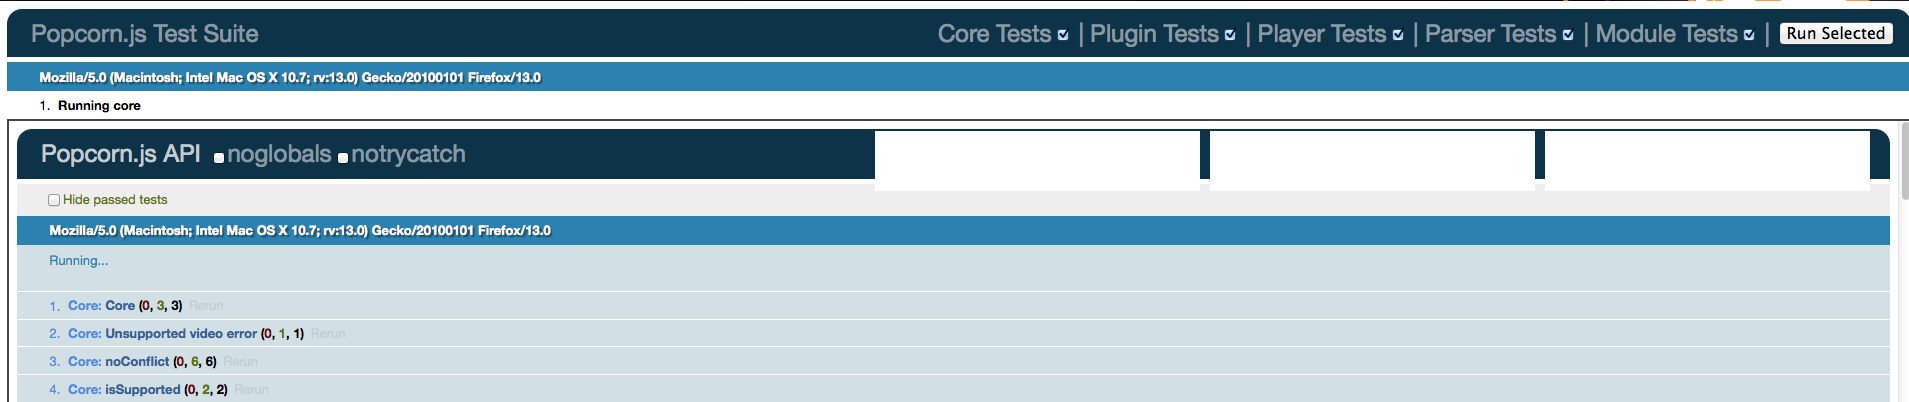 Popcorn.js Test Suite Core Tests | Plugin Tests | Player Tests | Parser Tests | Module Tests | Run Selected
Mozilla/5.0 (Macintosh; Intel Mac OS X 10.7; rv:13.0) Gecko/20100101 Firefox/13.0
1. Running core
Popcorn.js API noglobals notrycatch
Hide passed tests
Mozilla/5.0 (Macintosh; Intel Mac OS X 10.7; rv:13.0) Gecko/20100101 Firefox/13.0
Running...
1. Core: Core (0, 3, 3) Rerun
2. Core: Unsupported video error (0, 1, 1) Rerun
3. Core: noConflict (0, 6, 6) Rerun
4. Core: isSupported (0, 2, 2) Rerun